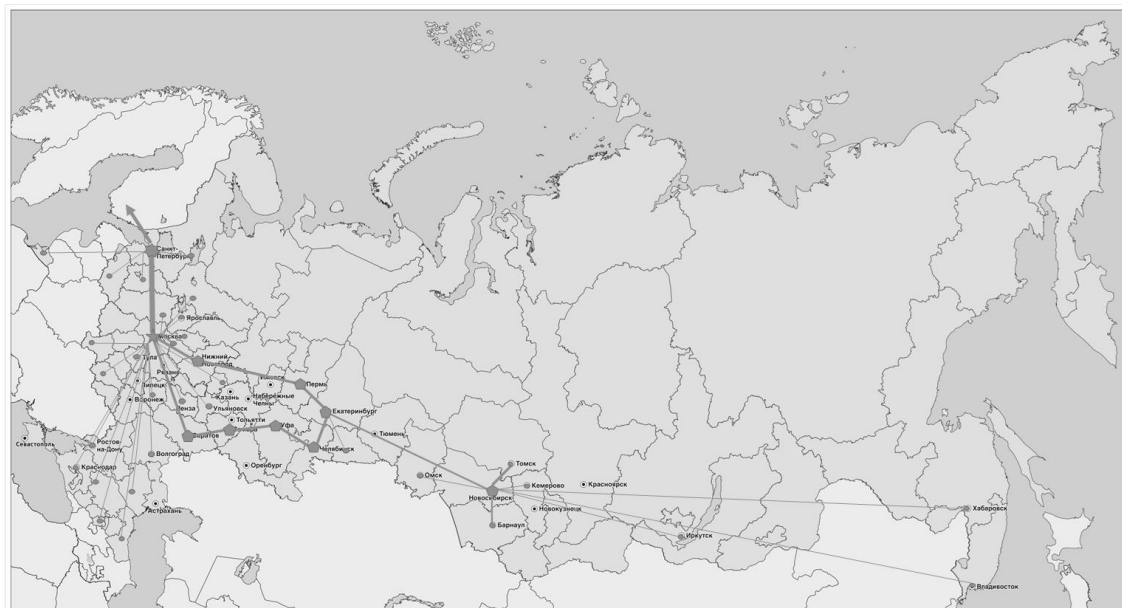 Санкт-
Петербург
Ярославль
Москва
Нижний
Новгород
Тула
Рязань
Пермь
Липецк
Казань
Набережные
Челны
Воронеж
Пенза
Ульяновск
Екатеринбург
Тольятти
Уфа
Саратов
Тюмень
Севастополь
Ростов-
на-Дону
Челябинск
Волгоград
Оренбург
Краснодар
Томск
Омск
Кемерово
Красноярск
Новосибирск
Астрахань
Новокузнецк
Хабаровск
Барнаул
Иркутск
Владивосток